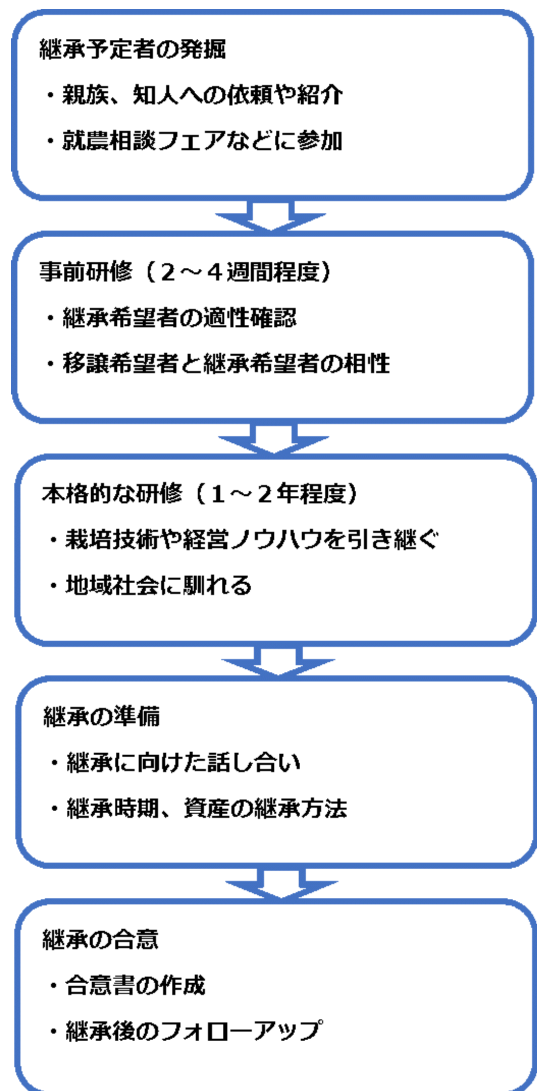 継承予定者の発掘
・親族、知人への依頼や紹介
・就農相談フェアなどに参加
事前研修（２～４週間程度）
・継承希望者の適性確認
・移譲希望者と継承希望者の相性
本格的な研修（１～２年程度）
・栽培技術や経営ノウハウを引き継ぐ
・地域社会に馴れる
継承の準備
・継承に向けた話し合い
・継承時期、資産の継承方法
継承の合意
・合意書の作成
・継承後のフォローアップ